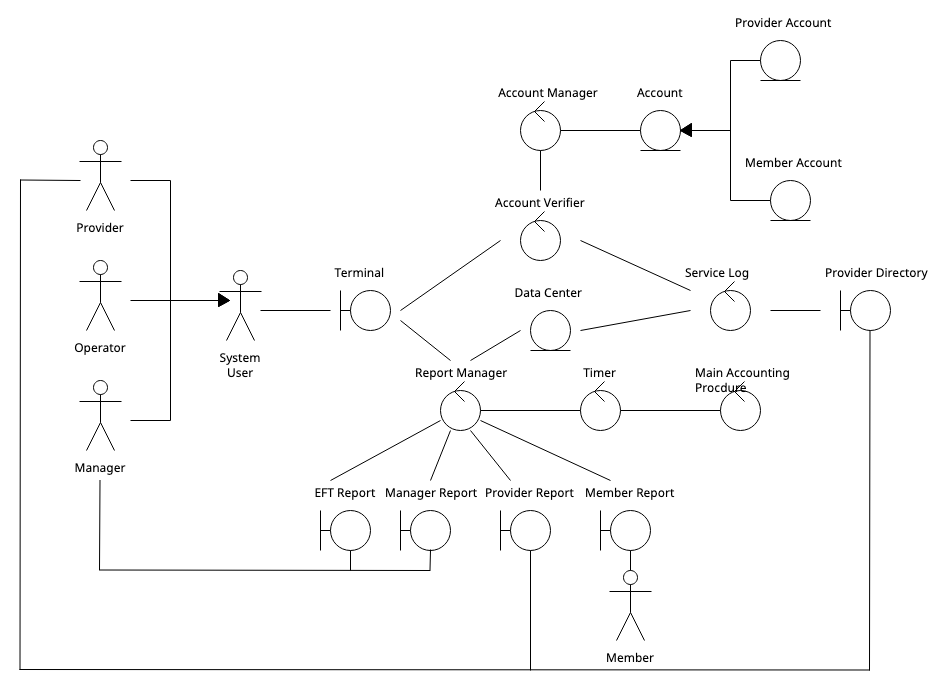 Provider Account
Account Manager
Account
Member Account
Account Verifier
Provider
Terminal
Service Log
Provider Directory
Data Center
Operator
System
User
Report Manager
Timer
Main Accounting
Procdure
Manager
EFT Report
Manager Report
Provider Report
Member Report
Member